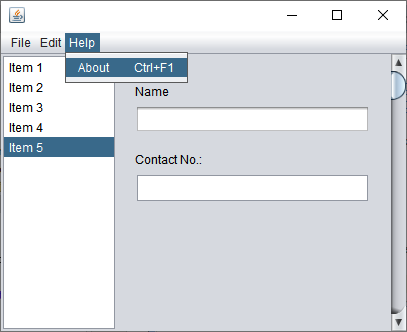 File Edit Help
About Ctrl+F1
Item 1
Item 2
Item 3
Item 4
Item 5
Name
Contact No.: